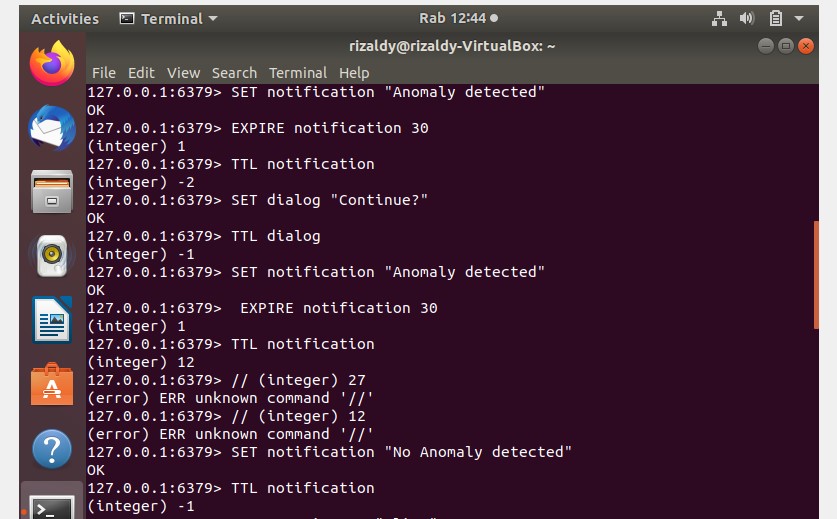 Activities Terminal Rab 12:44
rizaldy@rizaldy-VirtualBox: ~
File Edit View Search Terminal Help
127.0.0.1:6379> SET notification "Anomaly detected"
OK
127.0.0.1:6379> EXPIRE notification 30
(integer) 1
127.0.0.1:6379> TTL notification
(integer) -2
127.0.0.1:6379> SET dialog "Continue?"
OK
127.0.0.1:6379> TTL dialog
(integer) -1
127.0.0.1:6379> SET notification "Anomaly detected"
OK
127.0.0.1:6379>  EXPIRE notification 30
(integer) 1
127.0.0.1:6379> TTL notification
(integer) 12
127.0.0.1:6379> // (integer) 27
(error) ERR unknown command '//'
127.0.0.1:6379> // (integer) 12
(error) ERR unknown command '//'
127.0.0.1:6379> SET notification "No Anomaly detected"
OK
127.0.0.1:6379> TTL notification
(integer) -1